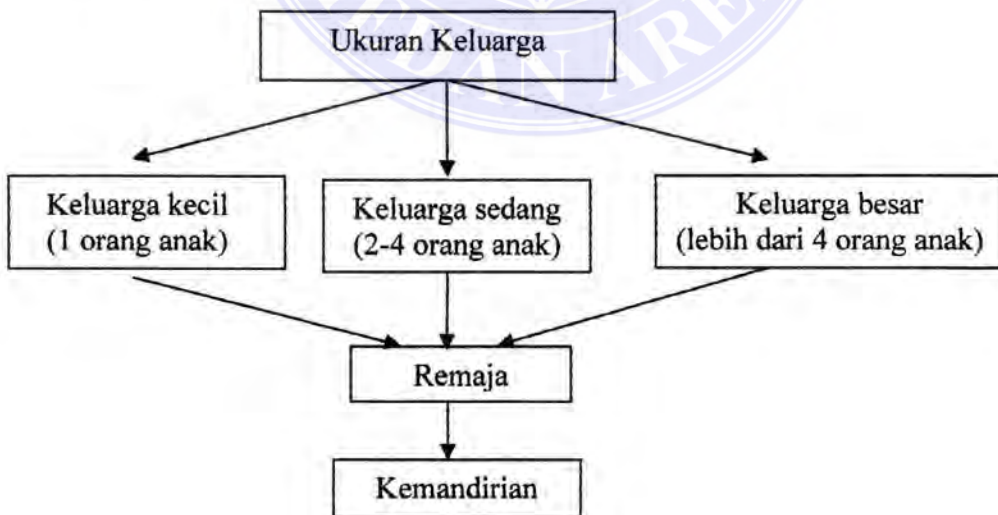 Ukuran Keluarga
Keluarga kecil
(1 orang anak)
Keluarga sedang
(2-4 orang anak)
Keluarga besar
(lebih dari 4 orang anak)
Remaja
Kemandirian